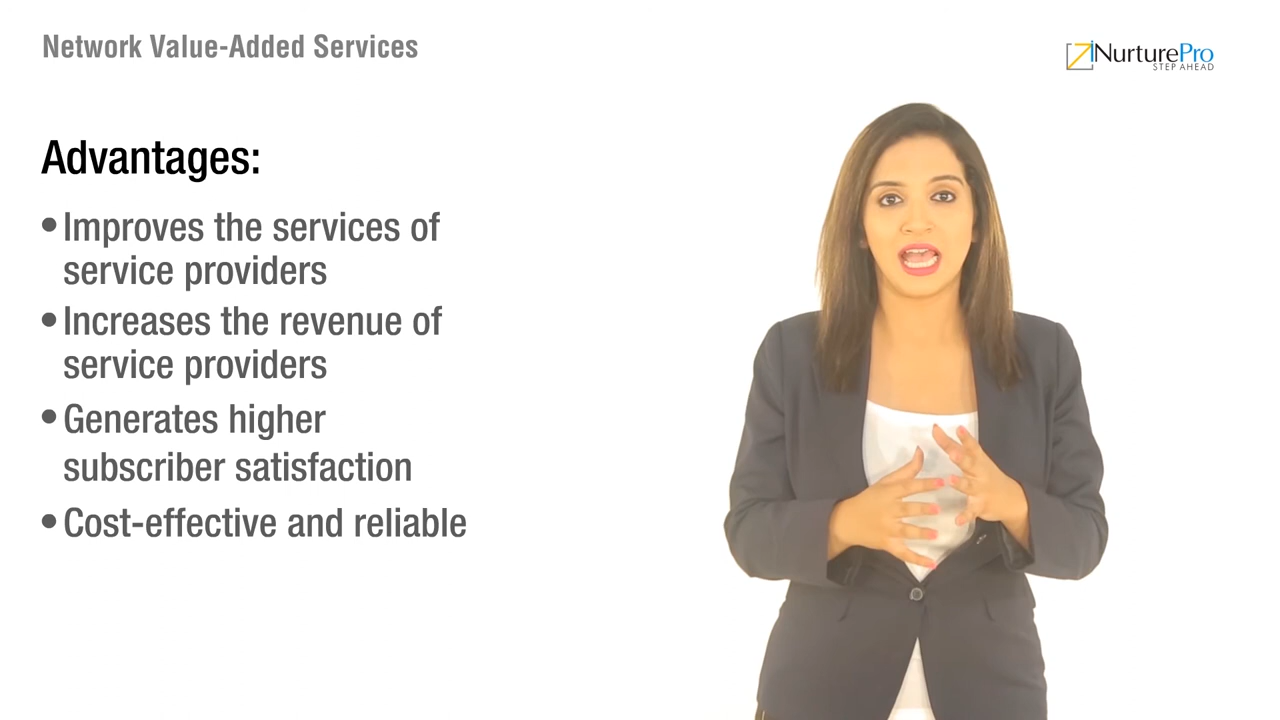 Network Value-Added Services
iNurturePro
STEP AHEAD
Advantages:
•Improves the services of
service providers
•Increases the revenue of
service providers
•Generates higher
subscriber satisfaction
•Cost-effective and reliable